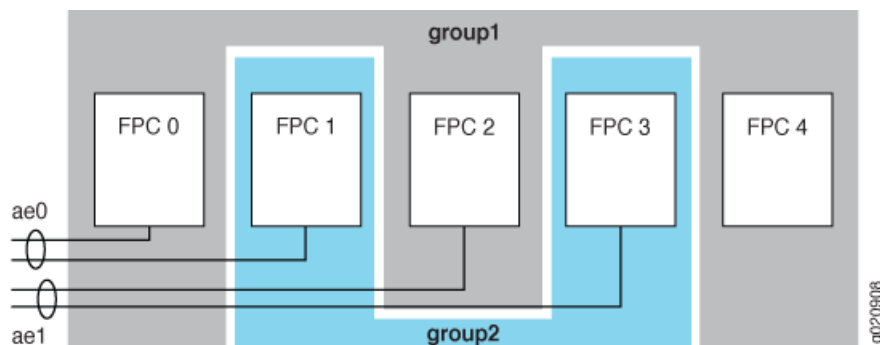 group1
FPC 0
FPC 1
FPC 2
FPC 3
FPC 4
ae0
ae1
group2
g020908